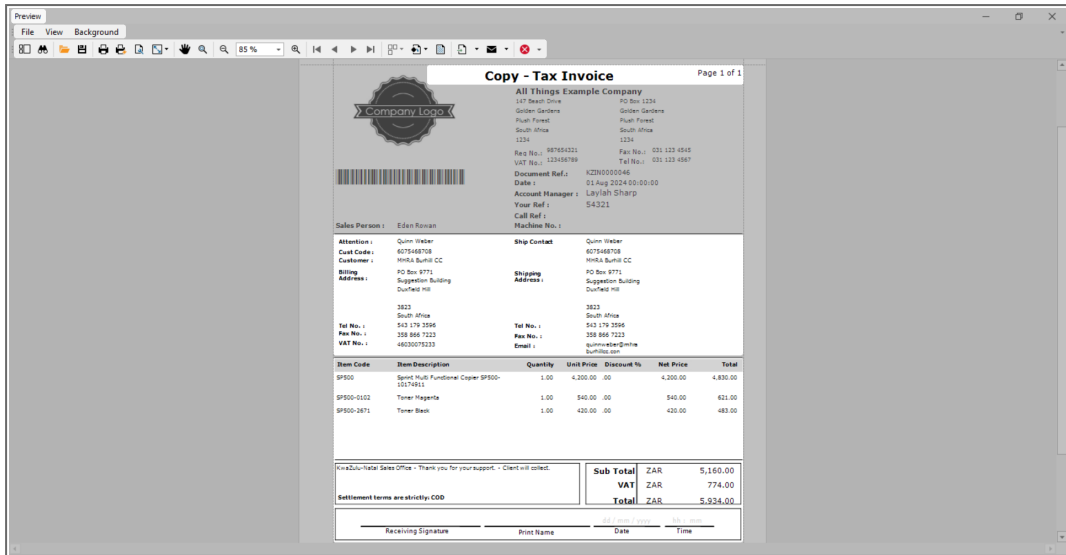 Preview
File View Background
85 %
Copy - Tax Invoice
Page 1 of 1
Company Logo
All Things Example Company
147 Beach Drive PO Box 1234
Golden Gardens Golden Gardens
Plush Forest Plush Forest
South Africa South Africa
1234 1234
Reg No.: 987654321 Fax No.: 031 123 4545
VAT No.: 123456789 Tel No.: 031 123 4567
Document Ref.: KZIN0000046
Date : 01 Aug 2024 00:00:00
Account Manager : Laylah Sharp
Your Ref : 54321
Call Ref :
Sales Person : Eden Rowan Machine No. :
Attention : Quinn Weber Ship Contact Quinn Weber
Cust Code : 6075468708 6075468708
Customer : MHRA Burhill CC MHRA Burhill CC
Billing Address : PO Box 9771 Shipping Address : PO Box 9771
Suggestion Building Suggestion Building
Duxfield Hill Duxfield Hill
3823 3823
South Africa South Africa
Tel No. : 543 179 3596 Tel No. : 543 179 3596
Fax No. : 358 866 7223 Fax No. : 358 866 7223
VAT No. : 46030075233 Email : quinnweber@mhra
Item Code Item Description Quantity Unit Price Discount % Net Price Total
SP500 Sprint Multi Functional Copier SP500- 1.00 4,200.00 .00 4,200.00 4,830.00
10174911
SP500-0102 Toner Magenta 1.00 540.00 .00 540.00 621.00
SP500-2671 Toner Black 1.00 420.00 .00 420.00 483.00
KwaZulu-Natal Sales Office - Thank you for your support. - Client will collect.
Settlement terms are strictly: COD
Sub Total ZAR 5,160.00
VAT ZAR 774.00
Total ZAR 5,934.00
dd / mm / yyyy hh : mm
Receiving Signature Print Name Date Time